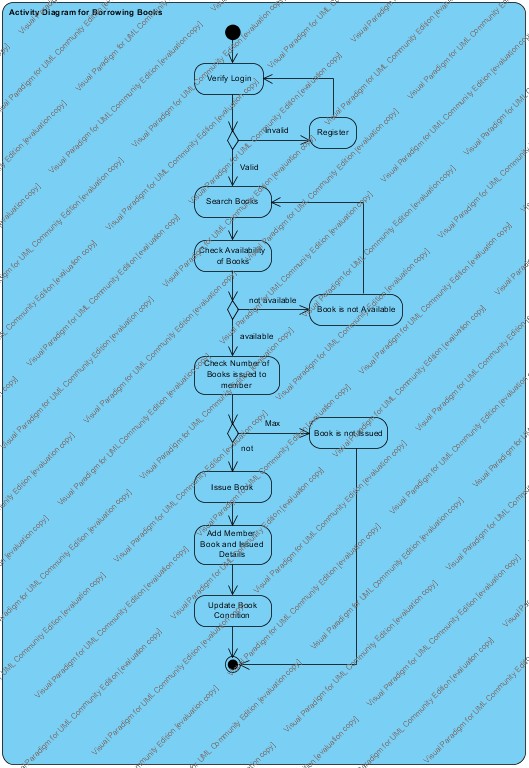 Activity Diagram for Borrowing Books
Verify Login
invalid
Register
Valid
Search Books
Check Availability
of Books
not available
Book is not Available
available
Check Number of
Books issued to
member
Max
Book is not Issued
not
Issue Book
Add Member,
Book and Issued
Details
Update Book
Condition
Visual Paradigm for UML Community Edition [evaluation copy]